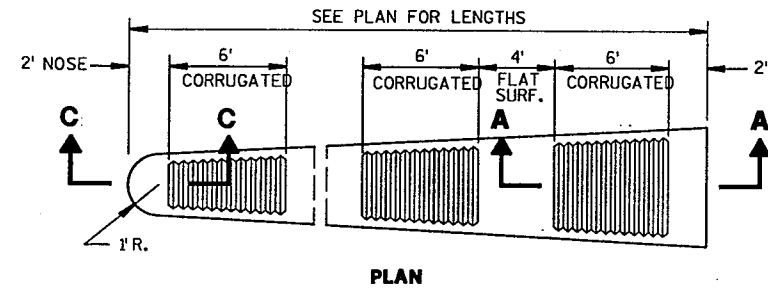 SEE PLAN FOR LENGTHS
2' NOSE
6'
CORRUGATED
6'
CORRUGATED
4'
FLAT
SURF.
6'
CORRUGATED
2'
C
C
A
A
1'R.
PLAN